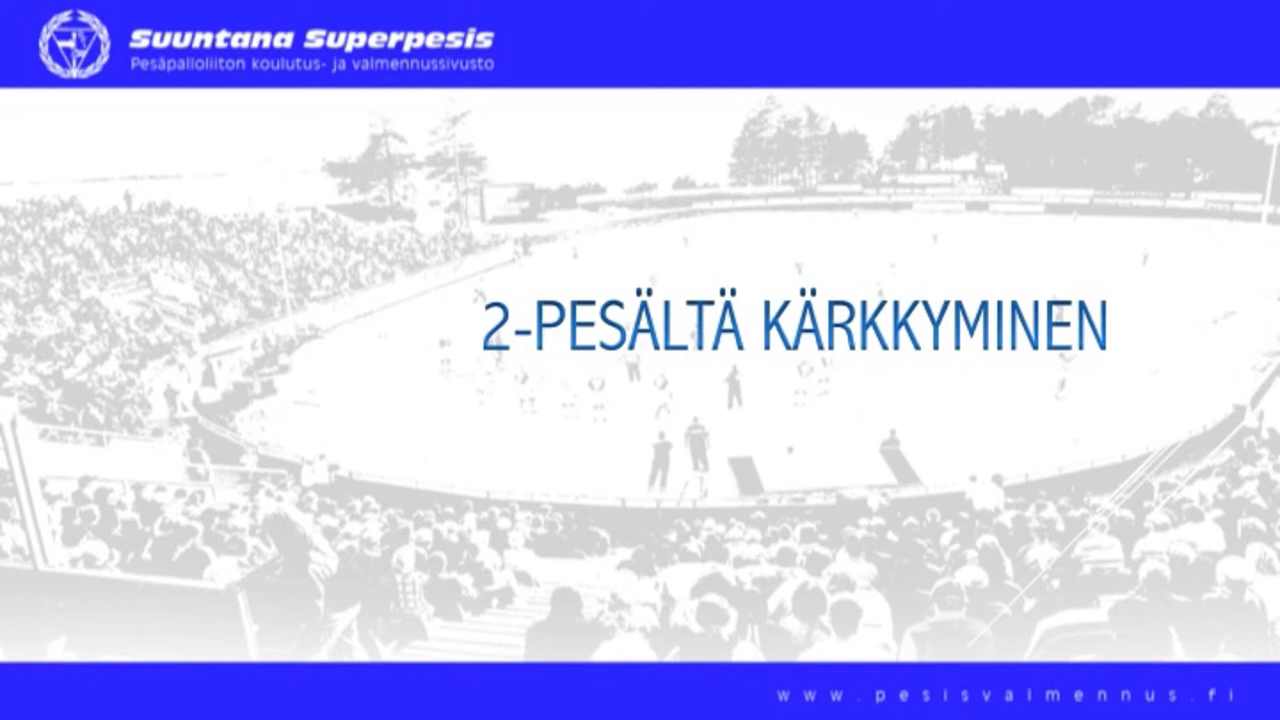 Suuntana Superpesis
Pesäpalloliiton koulutus- ja valmennussivusto
2-PESÄLTÄ KÄRKKYMINEN
www.pesisvalmennus.fi